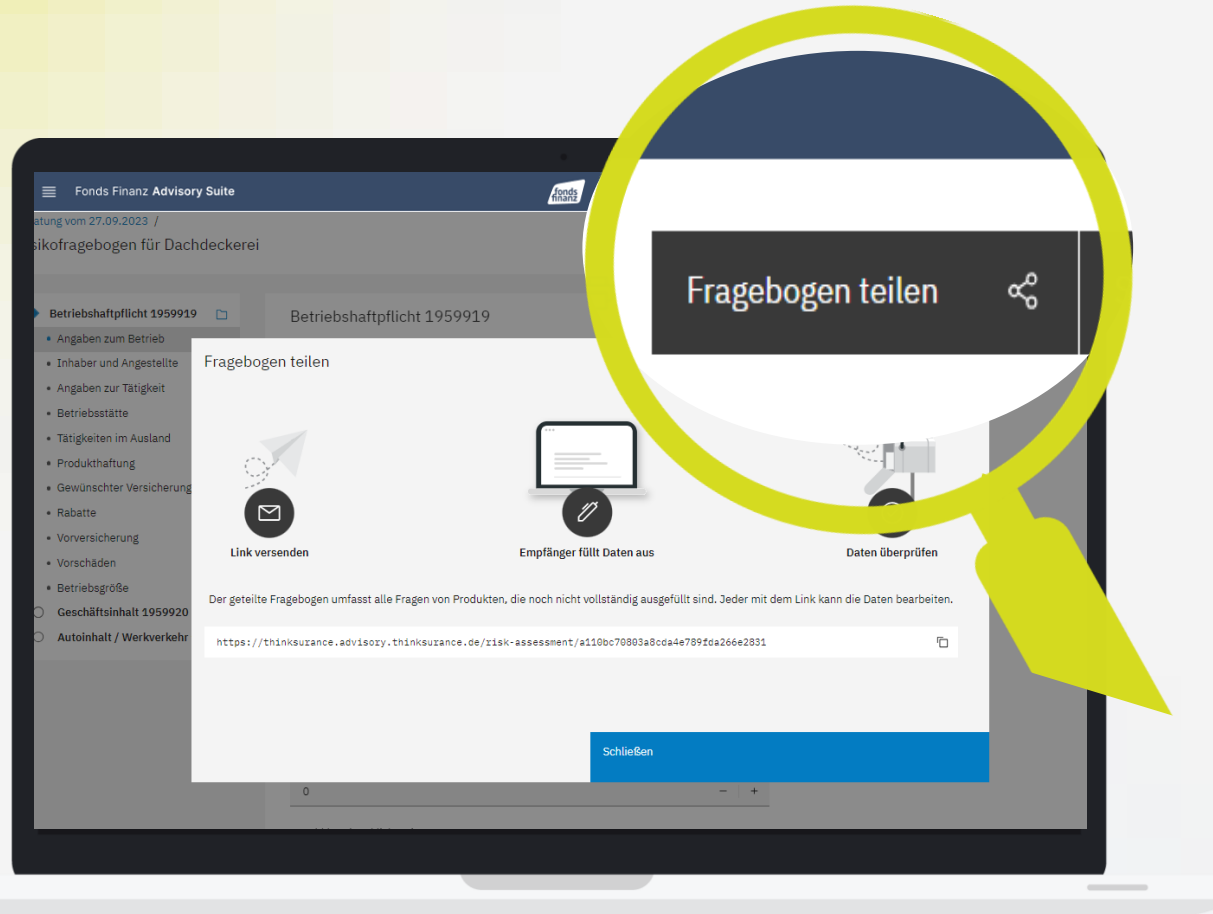 Fragebogen teilen
Fonds Finanz Advisory Suite
fonds
finanz
atung vom 27.09.2023 /
sikofragebogen für Dachdeckerei
Betriebshaftpflicht 1959919
Angaben zum Betrieb
Inhaber und Angestellte
Angaben zur Tätigkeit
Betriebsstätte
Tätigkeiten im Ausland
Produkthaftung
Gewünschter Versicherung
Rabatte
Vorversicherung
Vorschäden
Betriebsgröße
Geschäftsinhalt 1959920
Autoinhalt / Werkverkehr
Betriebshaftpflicht 1959919
Fragebogen teilen
Link versenden
Empfänger füllt Daten aus
Daten überprüfen
Der geteilte Fragebogen umfasst alle Fragen von Produkten, die noch nicht vollständig ausgefüllt sind. Jeder mit dem Link kann die Daten bearbeiten.
https://thinksurance.advisory.thinksurance.de/risk-assessment/a110bc70803a8cda4e789fda266e2831
Schließen
0 − +